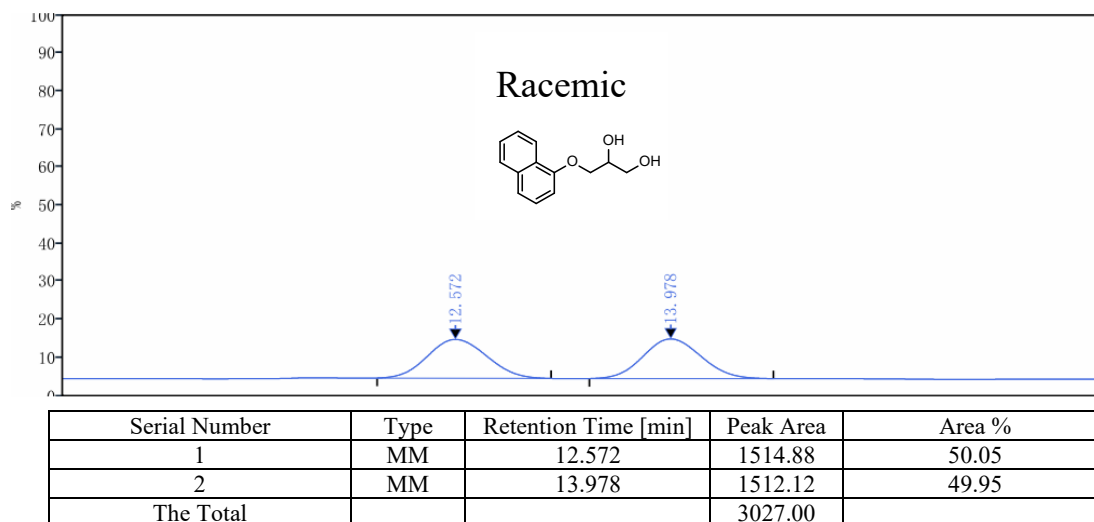 100
90
80
70
60
50
40
30
20
10
0
%
Racemic
OH
O
OH
12.572
13.978
Serial Number Type Retention Time [min] Peak Area Area %
1 MM 12.572 1514.88 50.05
2 MM 13.978 1512.12 49.95
The Total 3027.00